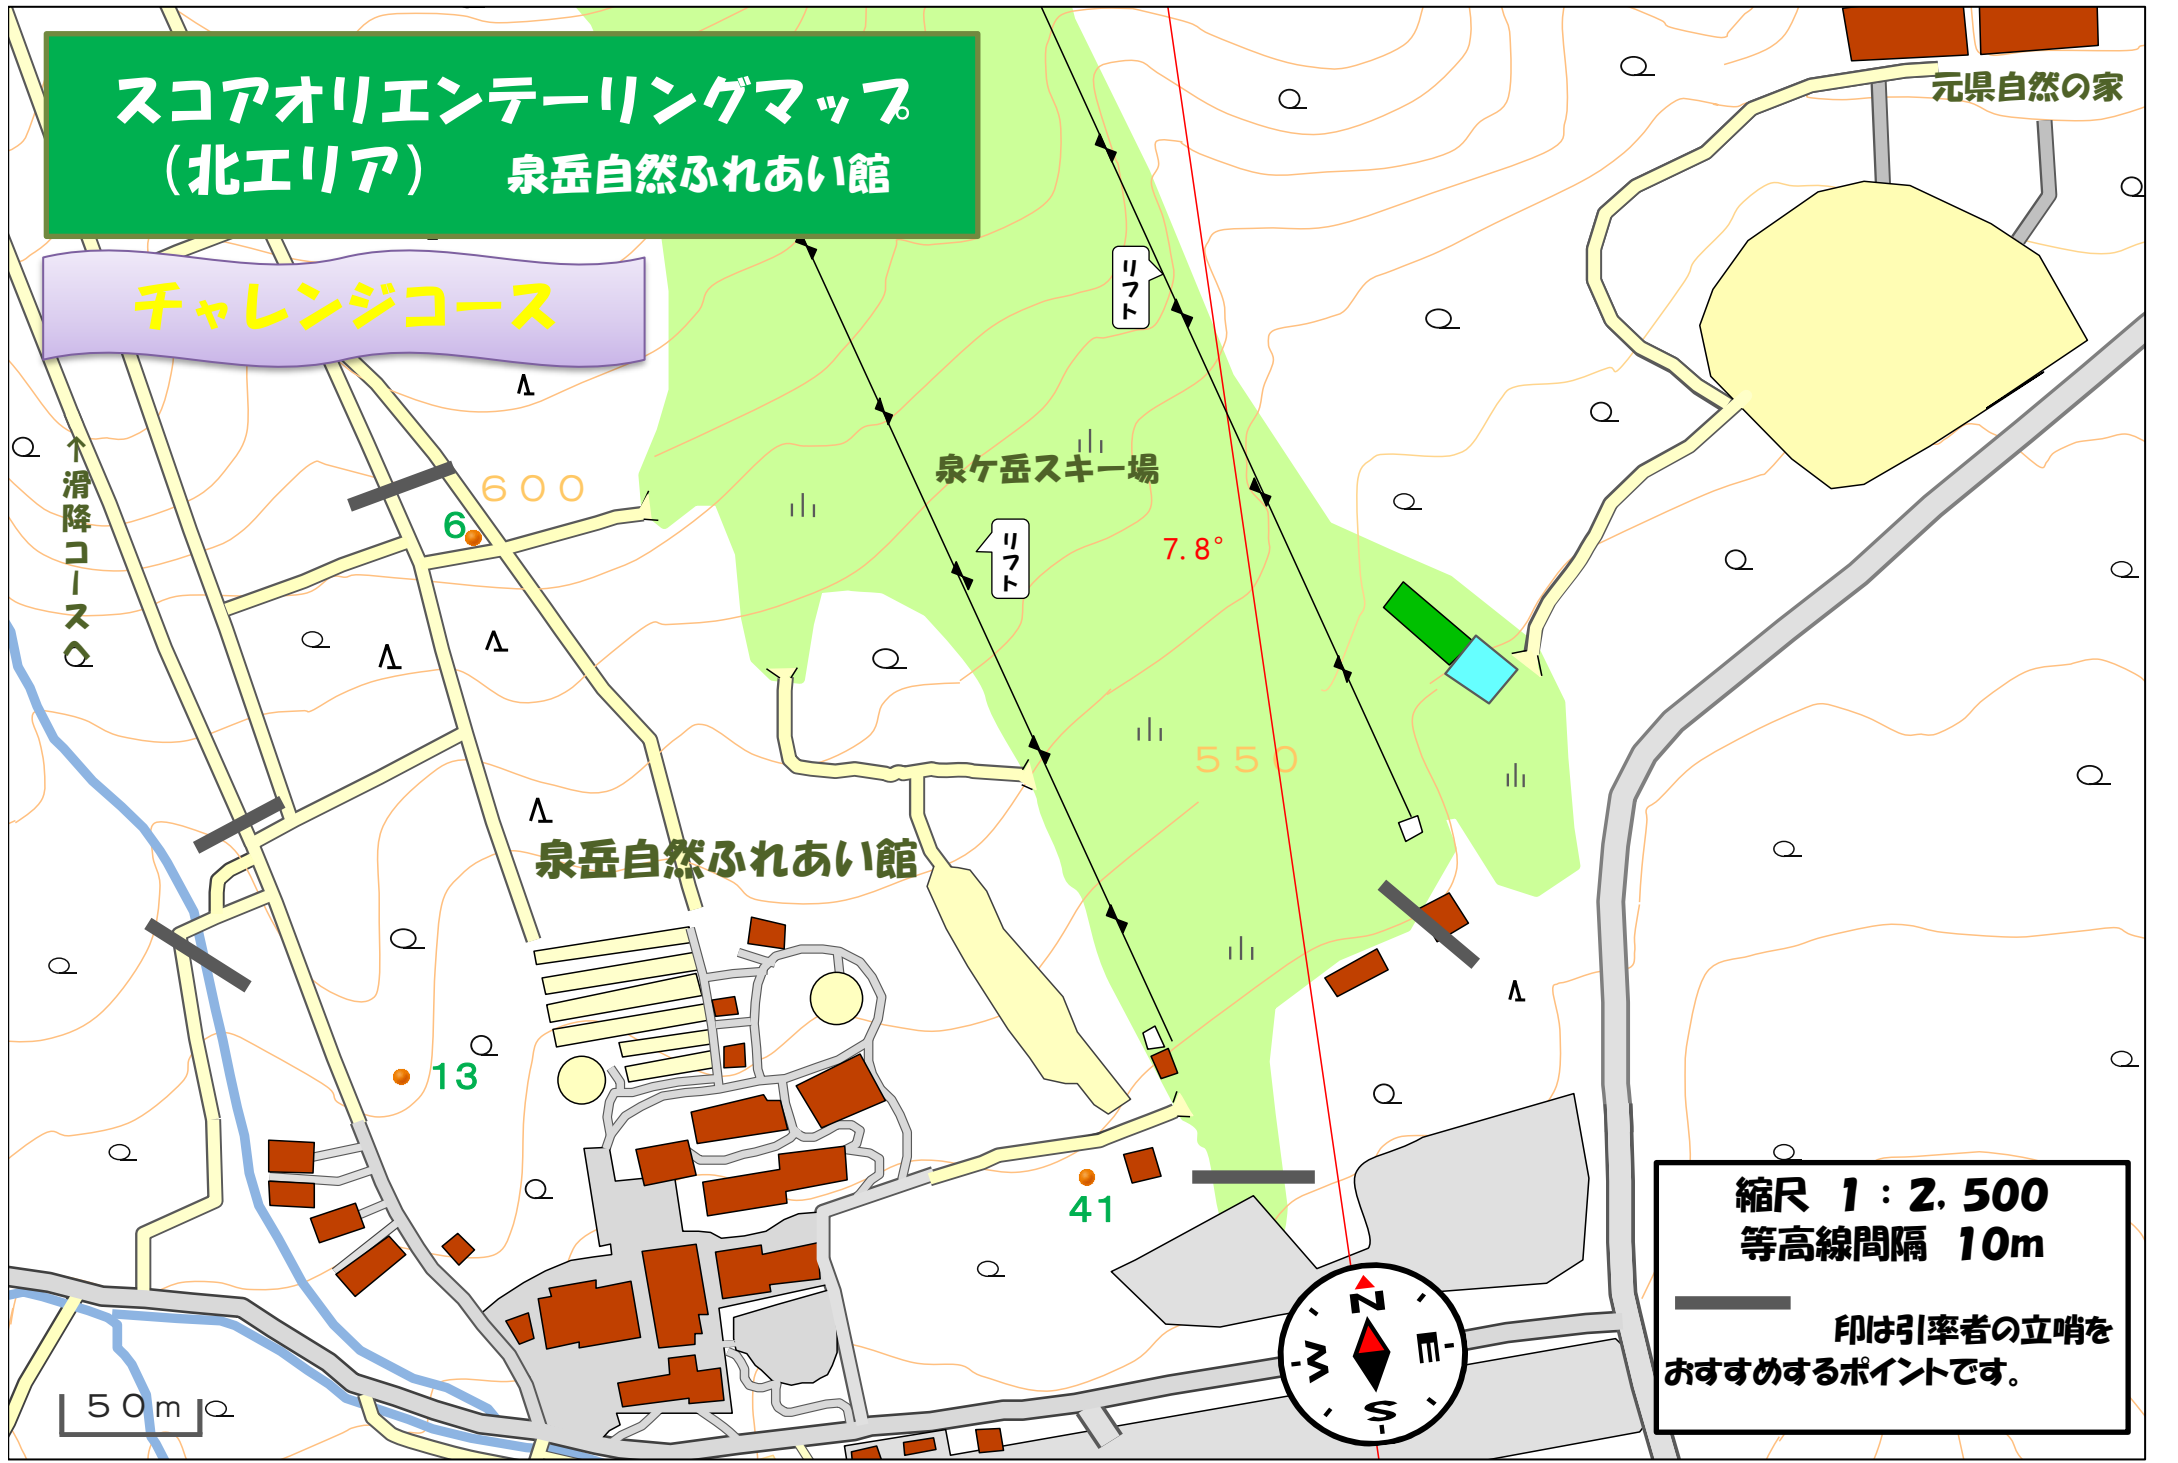 スコアオリエンテーリングマップ
（北エリア）　泉岳自然ふれあい館
チャレンジコース
元県自然の家
リフト
↑滑降コースへ
600
6
泉ケ岳スキー場
リフト
7.8°
550
泉岳自然ふれあい館
13
41
縮尺 1：2,500
等高線間隔 10m
印は引率者の立哨を
おすすめするポイントです。
N
E
S
W
50m